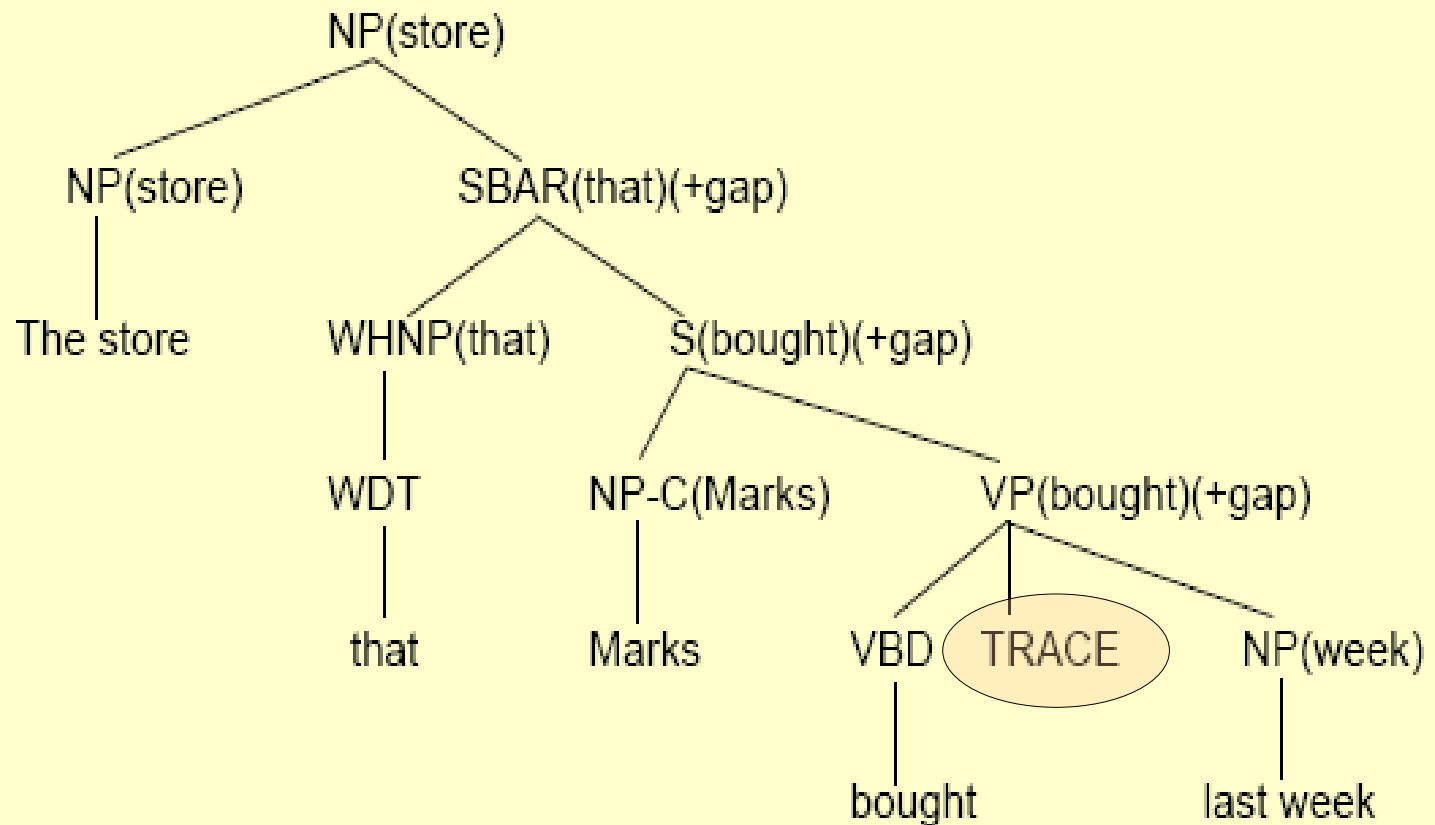 NP(store)
NP(store) SBAR(that)(+gap)
The store WHNP(that) S(bought)(+gap)
WDT NP-C(Marks) VP(bought)(+gap)
that Marks VBD TRACE NP(week)
bought last week